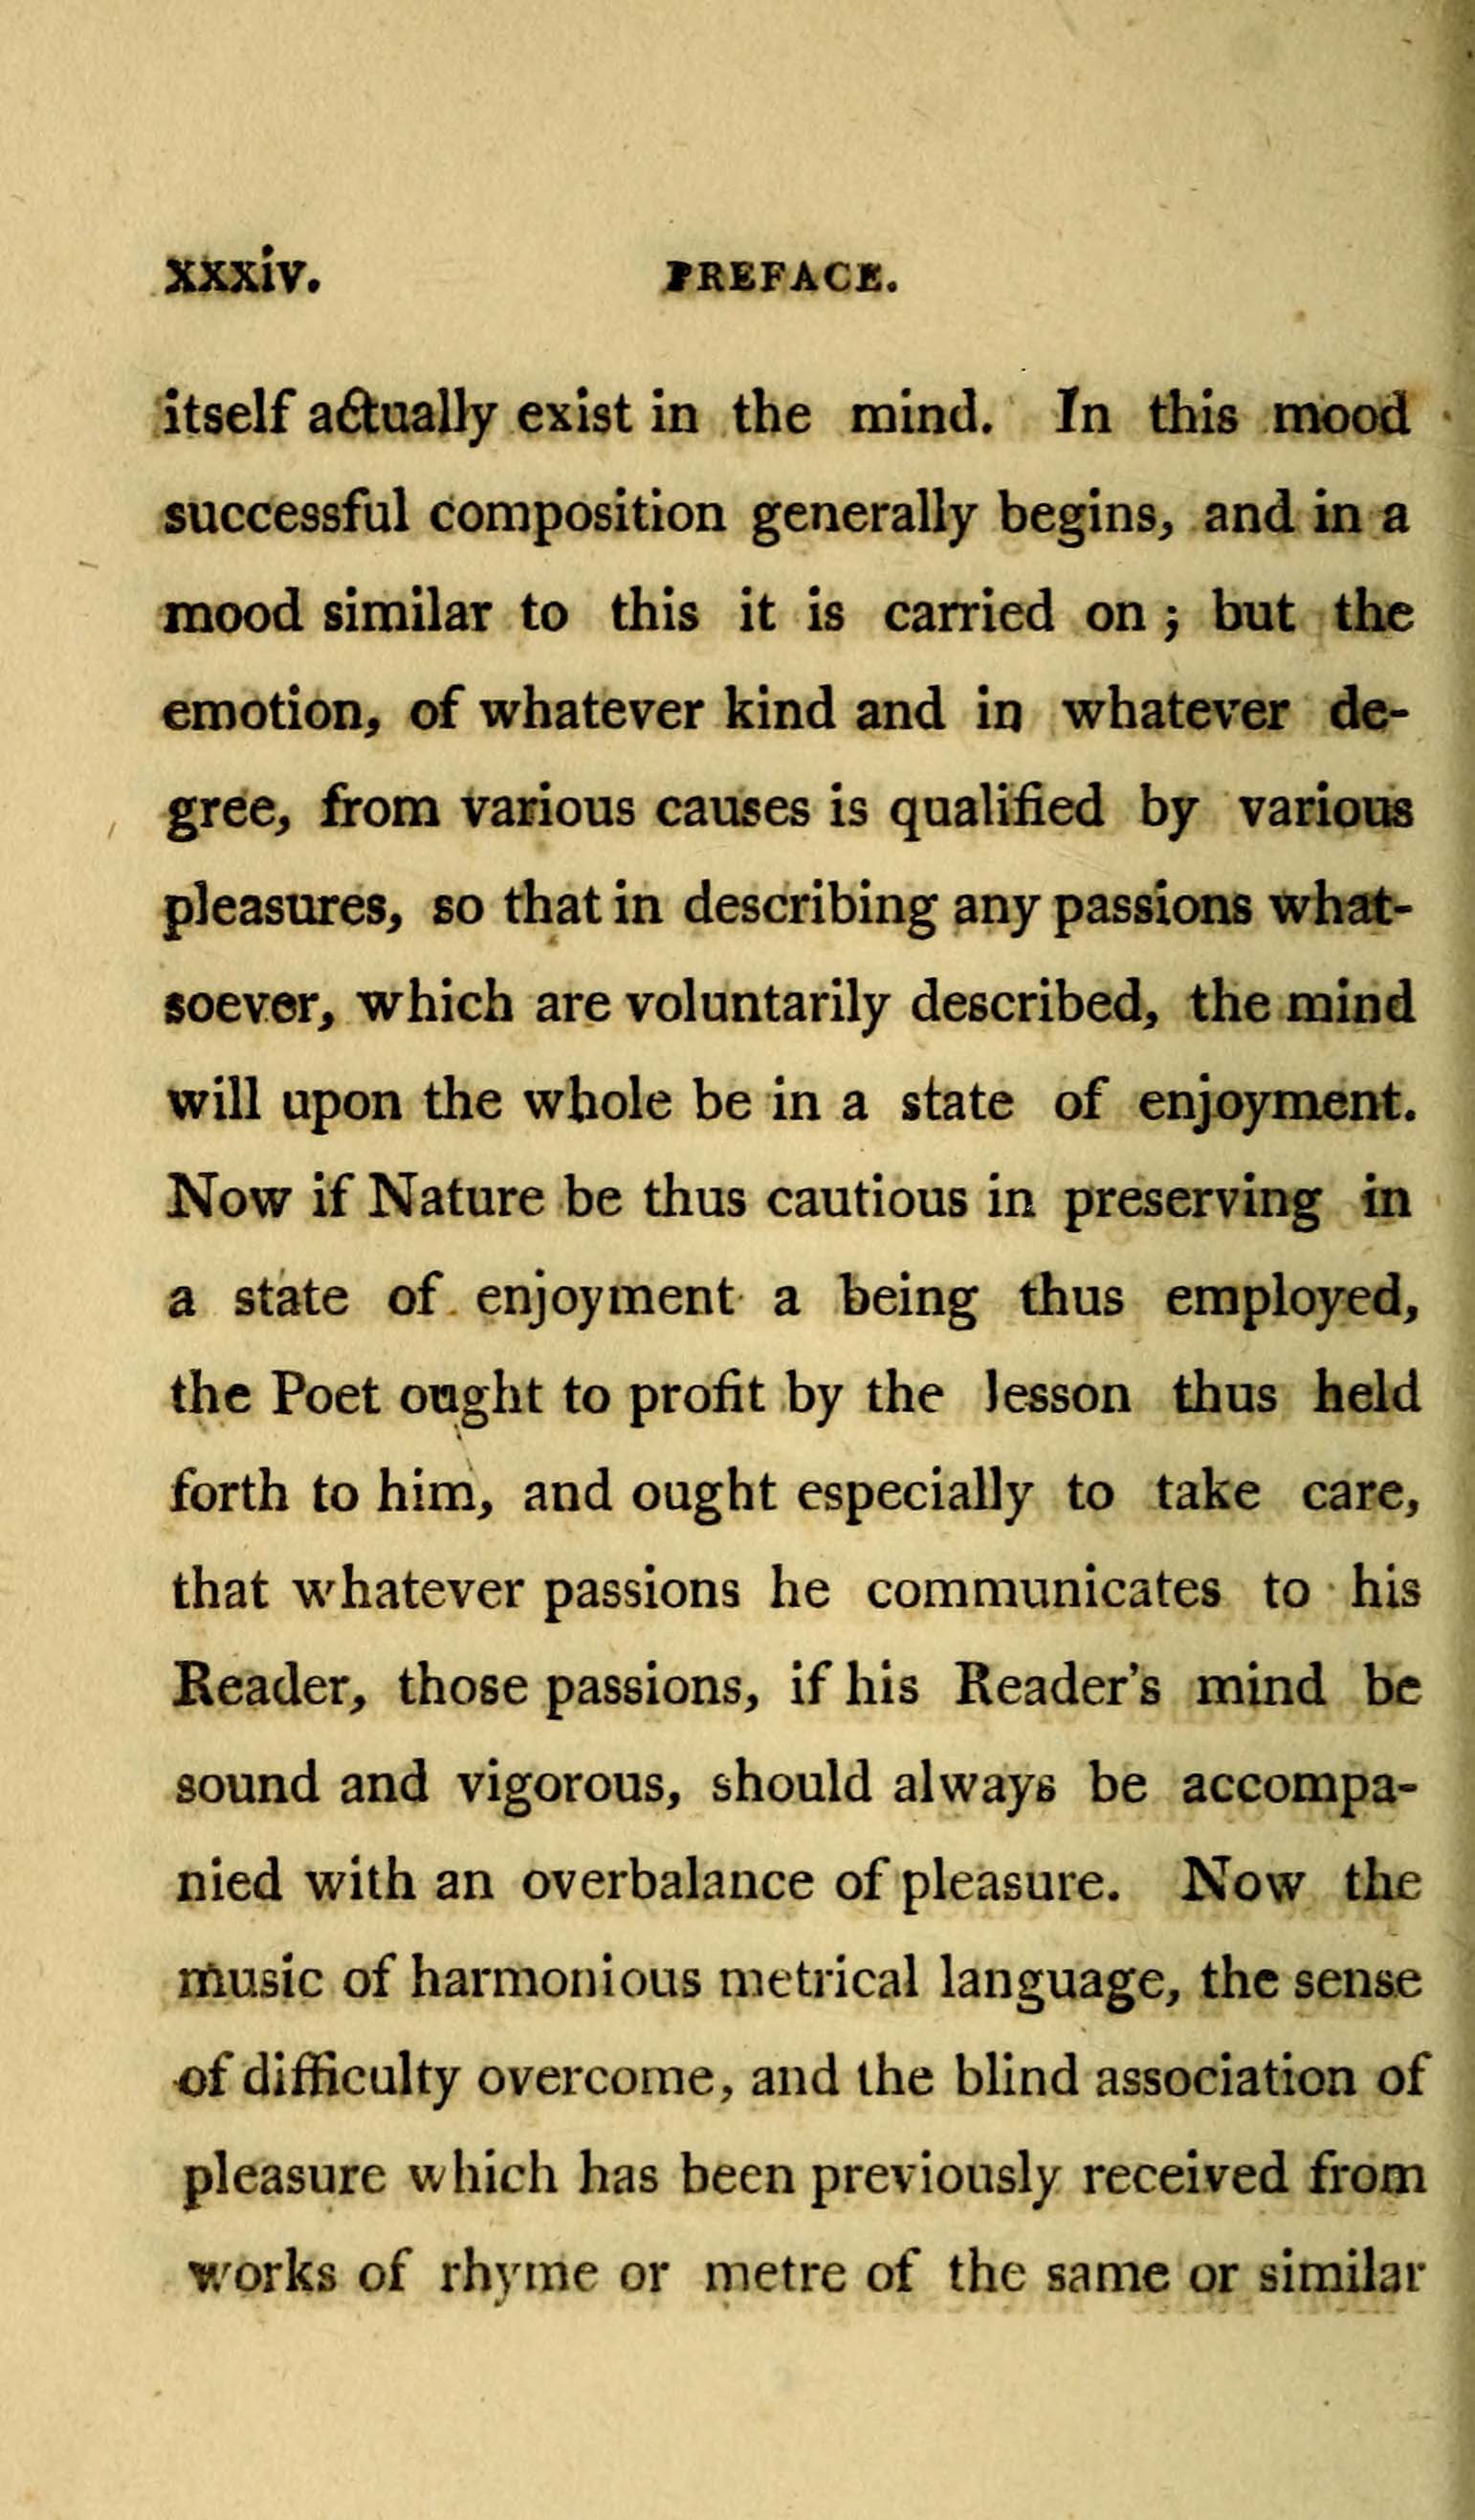 xxxiv. PREFACE.
itself actually exist in the mind. In this mood
successful composition generally begins, and in a
mood similar to this it is carried on ; but the
emotion, of whatever kind and in whatever de-
gree, from various causes is qualified by various
pleasures, so that in describing any passions what-
soever, which are voluntarily described, the mind
will upon the whole be in a state of enjoyment.
Now if Nature be thus cautious in preserving in
a state of enjoyment a being thus employed,
the Poet ought to profit by the lesson thus held
forth to him, and ought especially to take care,
that whatever passions he communicates to his
Reader, those passions, if his Reader's mind be
sound and vigorous, should always be accompa-
nied with an overbalance of pleasure. Now the
music of harmonious metrical language, the sense
of difficulty overcome, and the blind association of
pleasure which has been previously received from
works of rhyme or metre of the same or similar